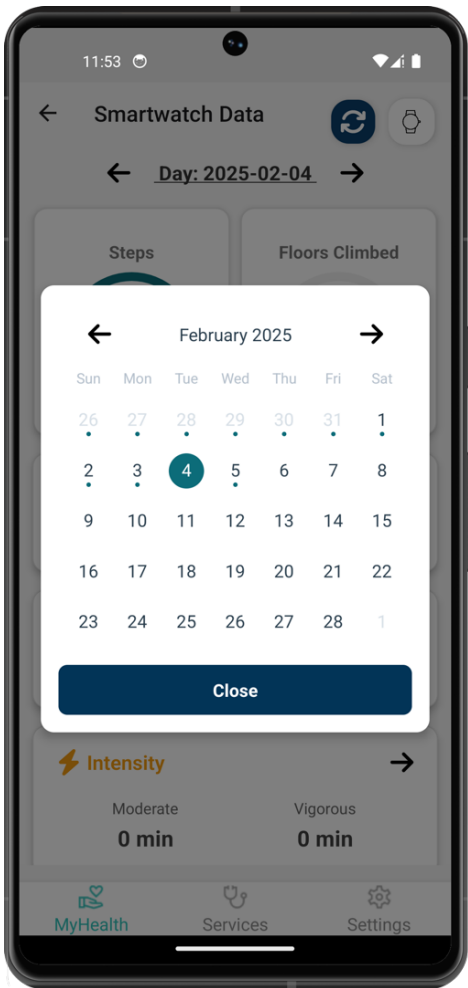 11:53
Smartwatch Data
Day: 2025-02-04
Steps Floors Climbed
February 2025
Sun Mon Tue Wed Thu Fri Sat
26 27 28 29 30 31 1
2 3 4 5 6 7 8
9 10 11 12 13 14 15
16 17 18 19 20 21 22
23 24 25 26 27 28 1
Close
Intensity
Moderate Vigorous
0 min 0 min
MyHealth Services Settings